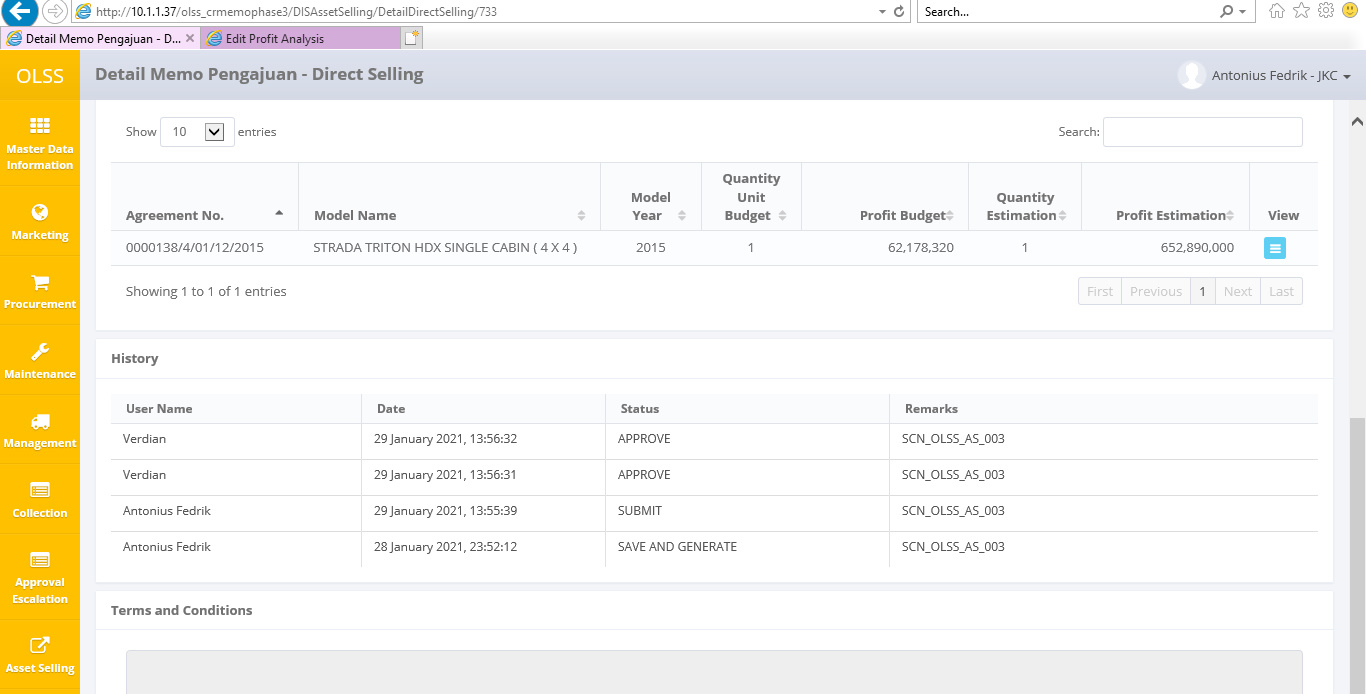 http://10.1.1.37/olss_crmemophase3/DISAssetSelling/DetailDirectSelling/733
Search...
Detail Memo Pengajuan - D...
Edit Profit Analysis
OLSS
Detail Memo Pengajuan - Direct Selling
Antonius Fedrik - JKC
Master Data
Information
Marketing
Procurement
Maintenance
Management
Collection
Approval
Escalation
Asset Selling
Show 10 entries
Search:
Agreement No. Model Name Model Year Quantity Unit Budget Profit Budget Quantity Estimation Profit Estimation View
0000138/4/01/12/2015 STRADA TRITON HDX SINGLE CABIN ( 4 X 4 ) 2015 1 62,178,320 1 652,890,000
Showing 1 to 1 of 1 entries
First Previous 1 Next Last
History
User Name Date Status Remarks
Verdian 29 January 2021, 13:56:32 APPROVE SCN_OLSS_AS_003
Verdian 29 January 2021, 13:56:31 APPROVE SCN_OLSS_AS_003
Antonius Fedrik 29 January 2021, 13:55:39 SUBMIT SCN_OLSS_AS_003
Antonius Fedrik 28 January 2021, 23:52:12 SAVE AND GENERATE SCN_OLSS_AS_003
Terms and Conditions